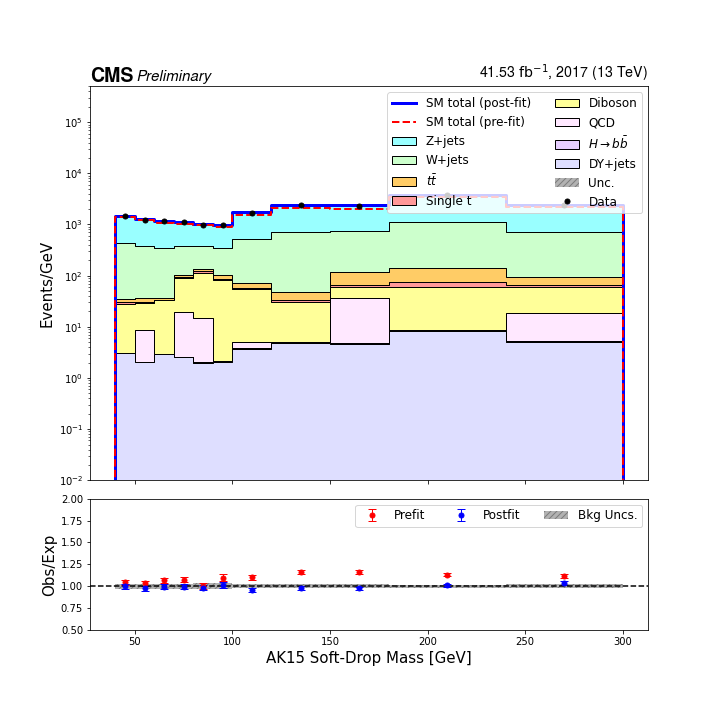 CMS Preliminary 41.53 fb⁻¹, 2017 (13 TeV)
SM total (post-fit)
SM total (pre-fit)
Z+jets
W+jets
tt̄
Single t
Diboson
QCD
H→bb̄
DY+jets
Unc.
Data
Events/GeV
10⁵
10⁴
10³
10²
10¹
10⁰
10⁻¹
10⁻²
Prefit Postfit Bkg Uncs.
Obs/Exp
2.00
1.75
1.50
1.25
1.00
0.75
0.50
50 100 150 200 250 300
AK15 Soft-Drop Mass [GeV]